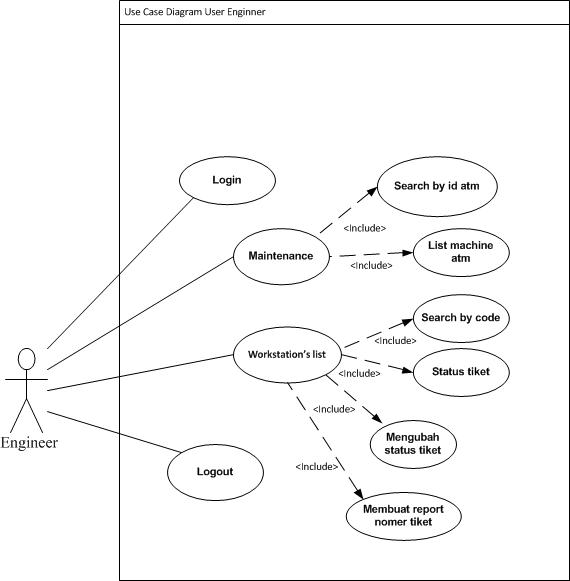 Use Case Diagram User Enginner
Login
Search by id atm
<Include>
Maintenance
List machine
atm
<Include>
Search by code
<Include>
Workstation's list
Status tiket
<Include>
<Include>
Mengubah
status tiket
Engineer
Logout
<Include>
Membuat report
nomer tiket